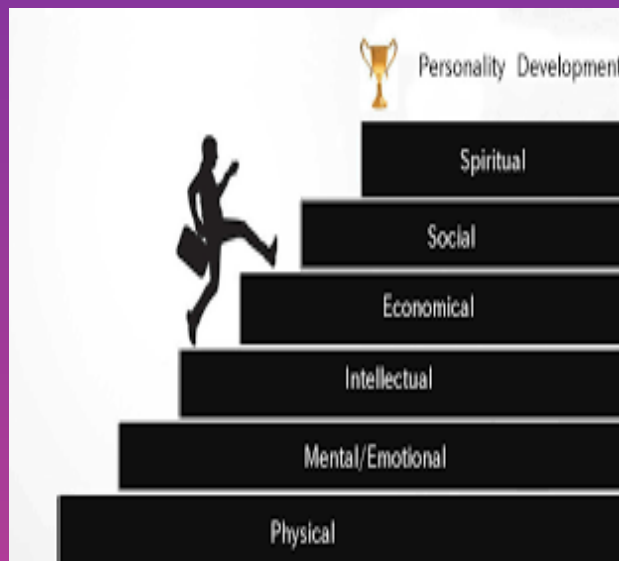 Personality Development
Spiritual
Social
Economical
Intellectual
Mental/Emotional
Physical